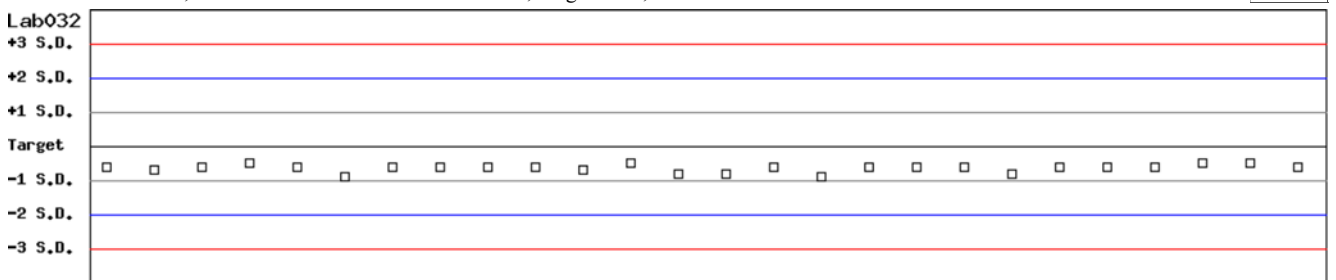 Lab032
+3 S.D.
+2 S.D.
+1 S.D.
Target
-1 S.D.
-2 S.D.
-3 S.D.